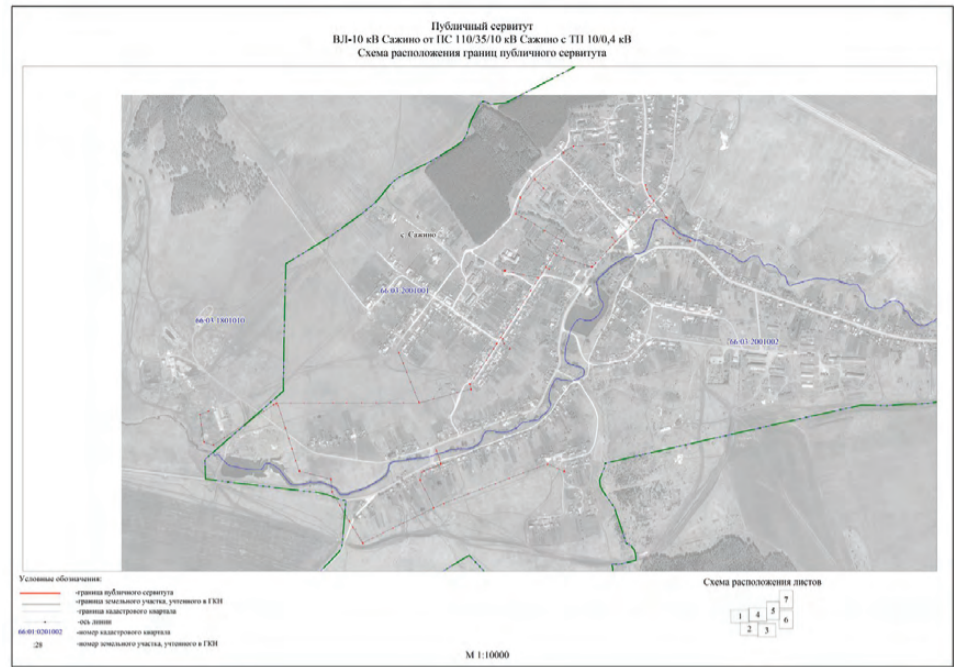 Публичный сервитут
ВЛ-10 кВ Сажино от ПС 110/35/10 кВ Сажино с ТП 10/0,4 кВ
Схема расположения границ публичного сервитута
с. Сажино
66:03:2001001
66:03:1801010
66:03:2001002
Условные обозначения:
-граница публичного сервитута
-граница земельного участка, учтенного в ГКН
-граница кадастрового квартала
-ось линии
66:01:0201002 -номер кадастрового квартала
:28 -номер земельного участка, учтенного в ГКН
Схема расположения листов
7
1 4 5 6
2 3
М 1:10000